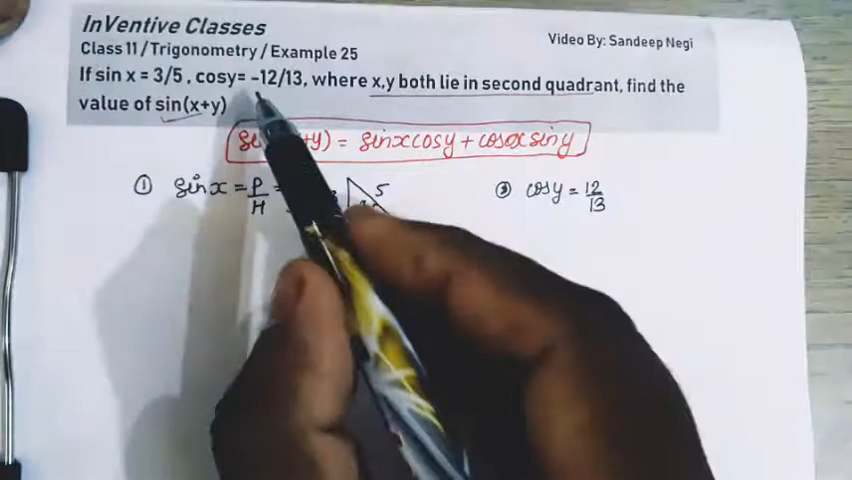 InVentive Classes
Video By: Sandeep Negi
Class 11/Trigonometry/Example 25
If sin x = 3/5 , cosy= -12/13, where x,y both lie in second quadrant, find the
value of sin(x+y)
+y) = sinxcosy + cosxsiny
① sinx = P/H = 5
② cosy = 12/13